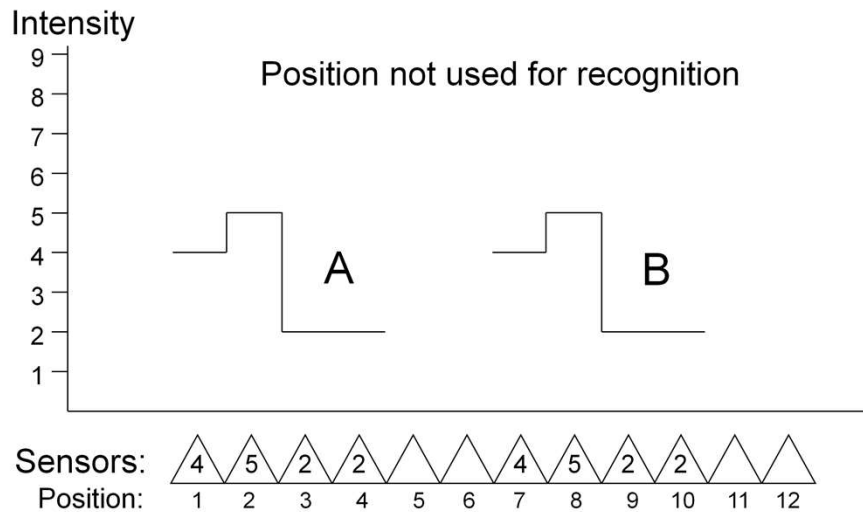 Intensity
Position not used for recognition
9
8
7
6
5
4
3
2
1
A B
Sensors: 4 5 2 2 4 5 2 2
Position: 1 2 3 4 5 6 7 8 9 10 11 12